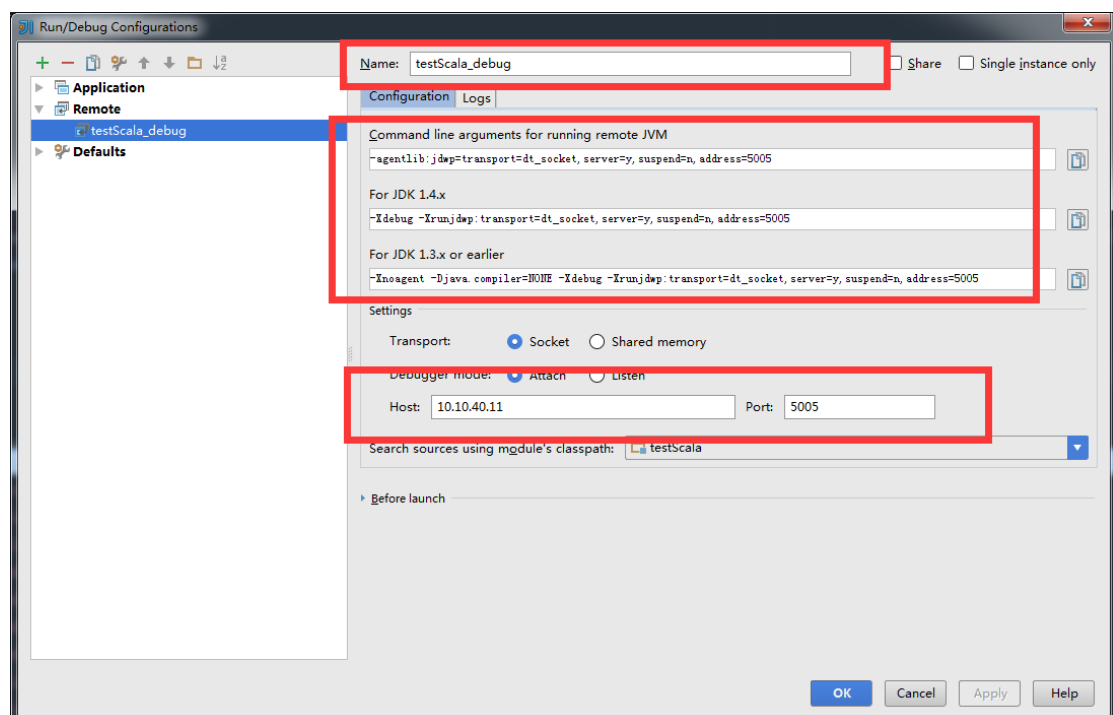 Run/Debug Configurations
Name: testScala_debug
Share
Single instance only
Application
Remote
testScala_debug
Defaults
Configuration
Logs
Command line arguments for running remote JVM
-agentlib:jdwp=transport=dt_socket, server=y, suspend=n, address=5005
For JDK 1.4.x
-Xdebug -Xrunjdwp:transport=dt_socket, server=y, suspend=n, address=5005
For JDK 1.3.x or earlier
-Xnoagent -Djava.compiler=NONE -Xdebug -Xrunjdwp:transport=dt_socket, server=y, suspend=n, address=5005
Settings
Transport: Socket Shared memory
Debugger mode: Attach Listen
Host: 10.10.40.11 Port: 5005
Search sources using module's classpath: testScala
Before launch
OK Cancel Apply Help